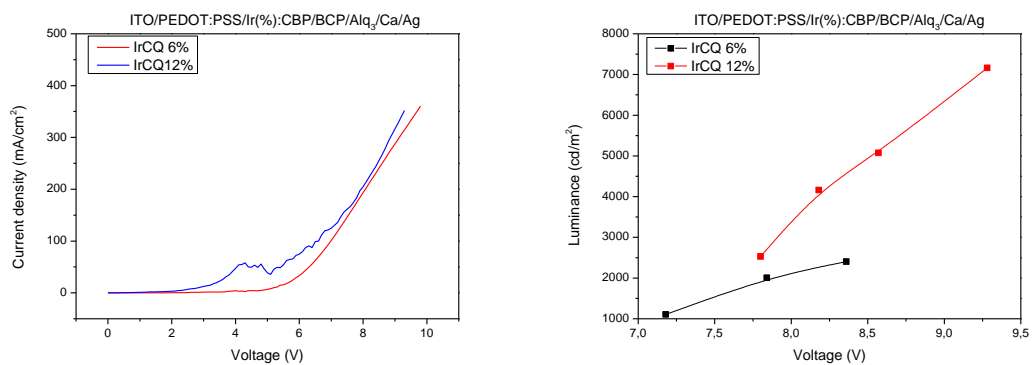 ITO/PEDOT:PSS/Ir(%):CBP/BCP/Alq₃/Ca/Ag
500
400
300
200
100
0
Current density (mA/cm²)
IrCQ 6%
IrCQ12%
0 2 4 6 8 10
Voltage (V)
ITO/PEDOT:PSS/Ir(%):CBP/BCP/Alq₃/Ca/Ag
8000
7000
6000
5000
4000
3000
2000
1000
Luminance (cd/m²)
IrCQ 6%
IrCQ 12%
7,0 7,5 8,0 8,5 9,0 9,5
Voltage (V)